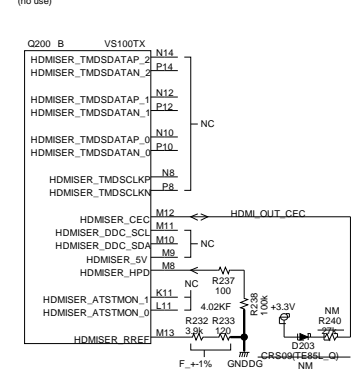 (no use)
Q200 B VS100TX
HDMISER_TMDSDATAP_2 N14
HDMISER_TMDSDATAN_2 P14
HDMISER_TMDSDATAP_1 N12
HDMISER_TMDSDATAN_1 P12
NC
HDMISER_TMDSDATAP_0 N10
HDMISER_TMDSDATAN_0 P10
HDMISER_TMDSCLKP N8
HDMISER_TMDSCLKN P8
HDMISER_CEC M12 HDMI_OUT_CEC
HDMISER_DDC_SCL M11
HDMISER_DDC_SDA M10 NC
HDMISER_5V M9
HDMISER_HPD M8
R237
100
NC
HDMISER_ATSTMON_1 K11
HDMISER_ATSTMON_0 L11
4.02KF
R238
100k
+3.3V
NM
R240
27k
R232 R233
3.9k 120
HDMISER_RREF M13
D203
F_+-1% GNDDG
CRS09(TE85L_Q)
NM